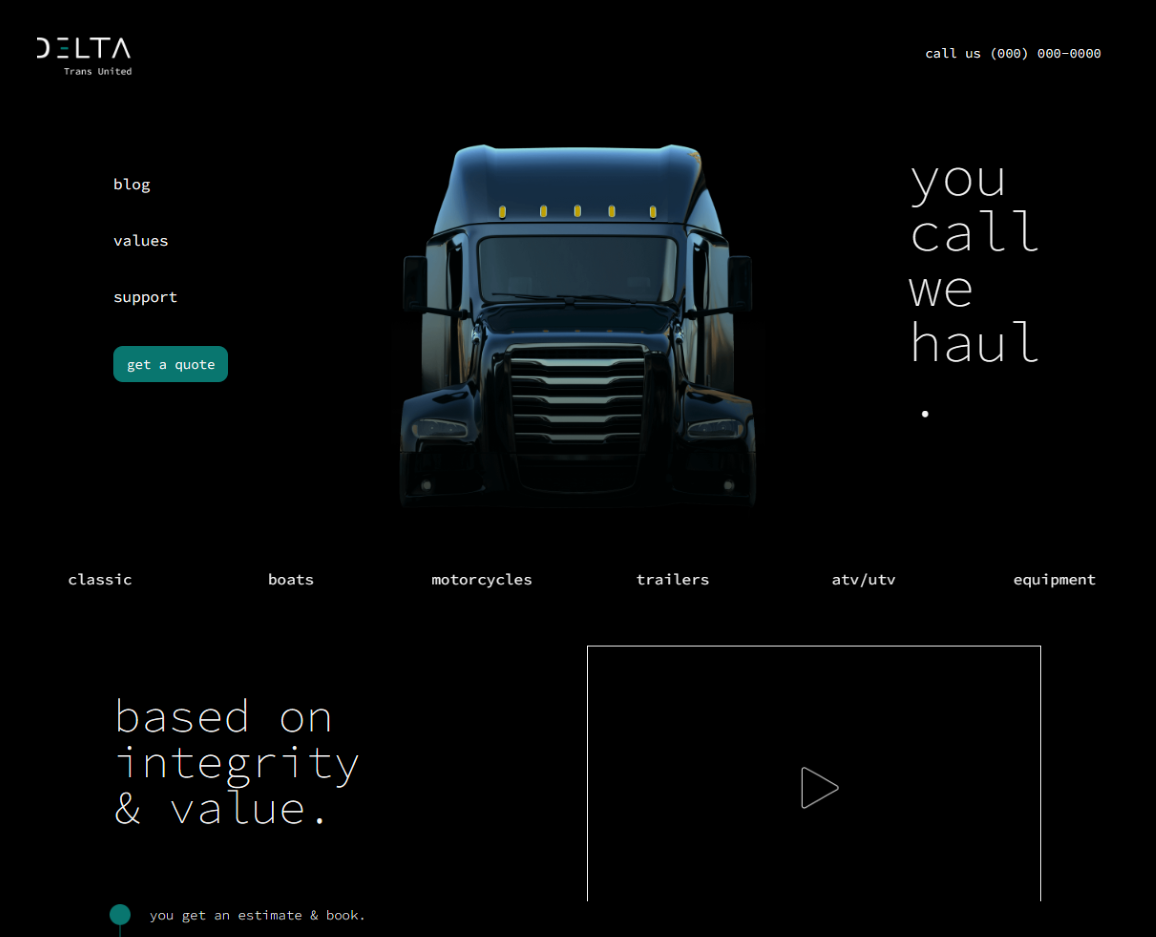 DELTA
Trans United
call us (000) 000-0000
blog
values
support
get a quote
you
call
we
haul
.
classic
boats
motorcycles
trailers
atv/utv
equipment
based on
integrity
& value.
you get an estimate & book.